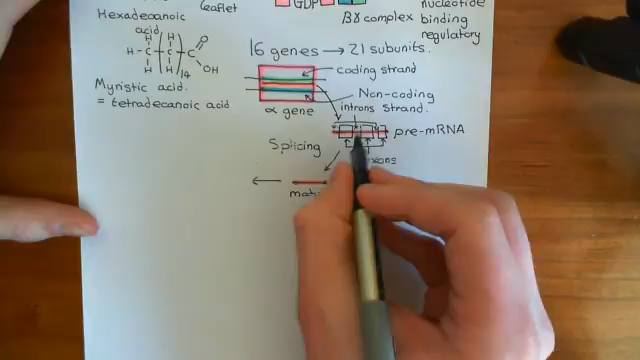 Hexadecanoic
acid
Leaflet
GDP
βγ complex
nucleotide
binding
regulatory
H
H
H-C-(C)-C
O
OH
H
H
14
Myristic acid.
= tetradecanoic acid
16 genes → 21 subunits.
coding strand
Non-coding
strand.
α gene
introns
pre-mRNA
Splicing